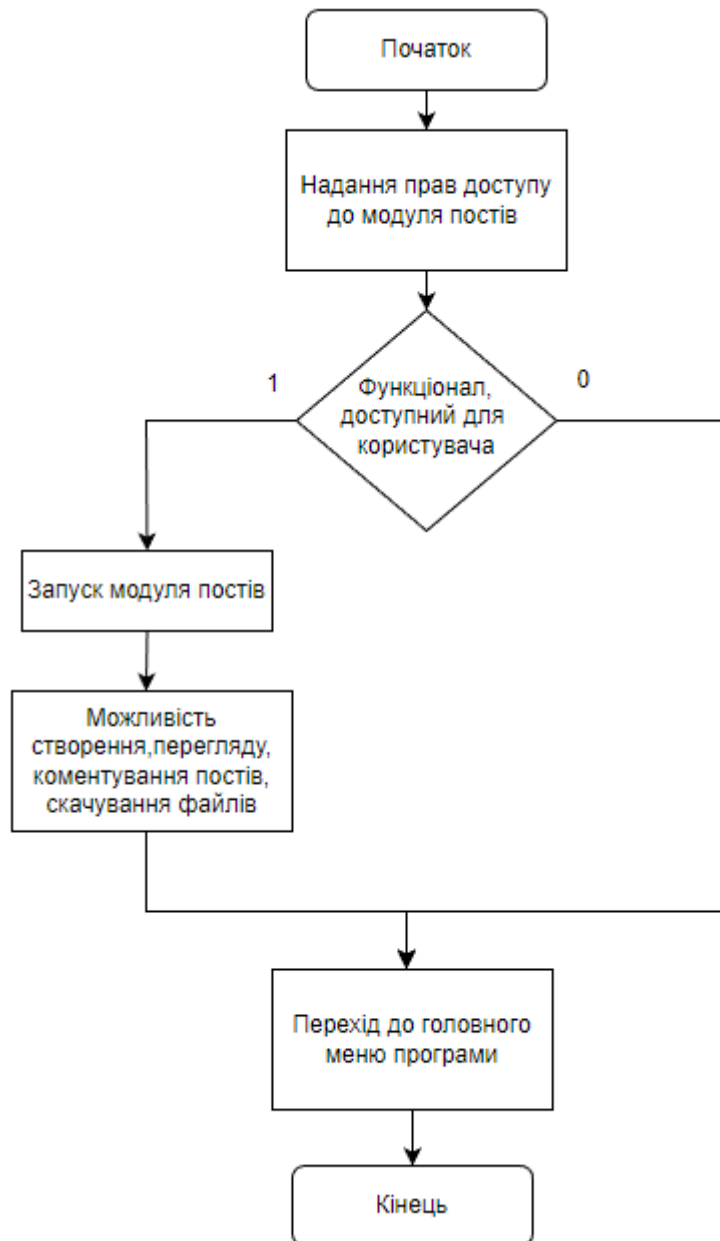 Початок
Надання прав доступу
до модуля постів
1
Функціонал,
доступний для
користувача
0
Запуск модуля постів
Можливість
створення,перегляду,
коментування постів,
скачування файлів
Перехід до головного
меню програми
Кінець